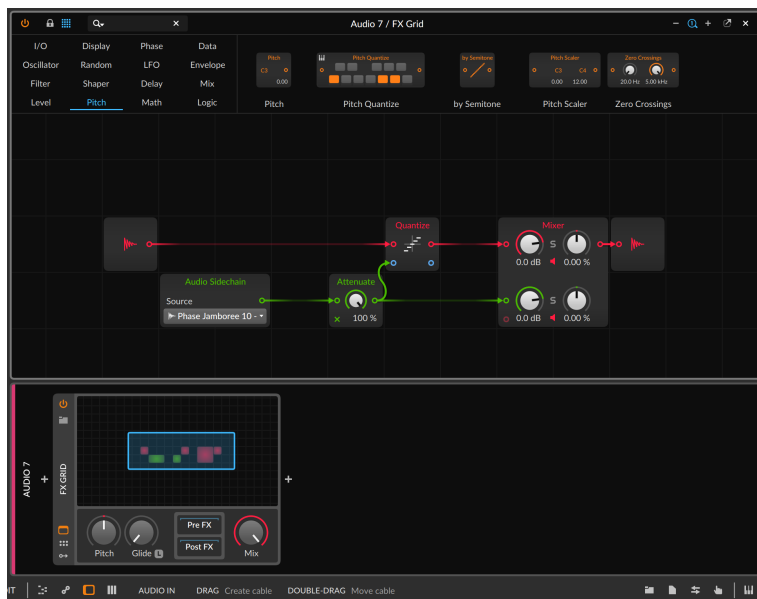 Audio 7 / FX Grid
I/O Display Phase Data
Oscillator Random LFO Envelope
Filter Shaper Delay Mix
Level Pitch Math Logic
Pitch
C3
0.00
Pitch
Pitch Quantize
Pitch Quantize
by Semitone
by Semitone
Pitch Scaler
C3 C4
0.00 12.00
Pitch Scaler
Zero Crossings
20.0 Hz 5.00 kHz
Zero Crossings
Quantize
Mixer
S
0.0 dB 0.00 %
Audio Sidechain
Source
Phase Jamboree 10 -
Attenuate
100 %
S
0.0 dB 0.00 %
AUDIO 7
FX GRID
Pitch
Glide L
Pre FX
Post FX
Mix
AUDIO IN DRAG Create cable DOUBLE-DRAG Move cable